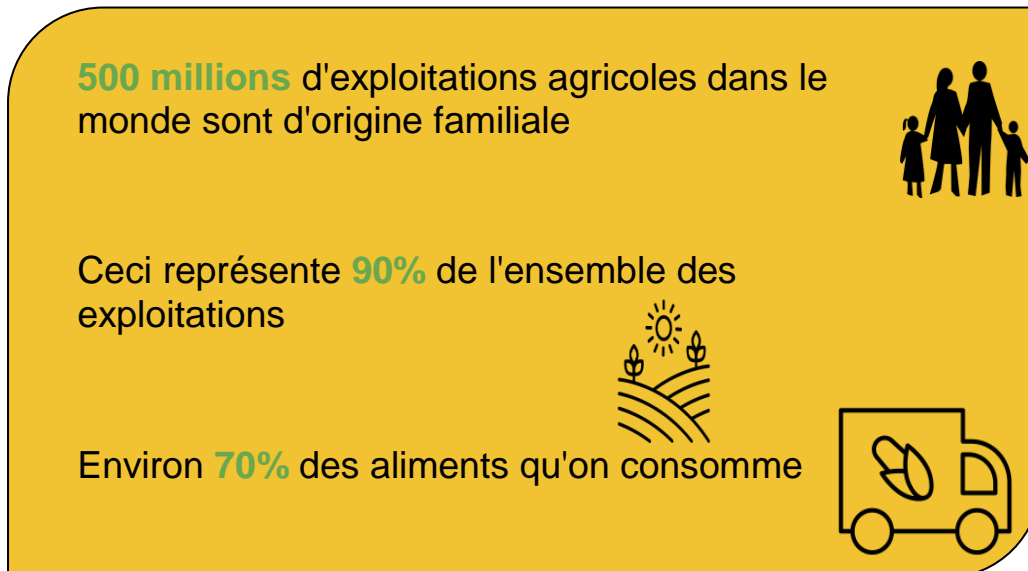 500 millions d'exploitations agricoles dans le
monde sont d'origine familiale
Ceci représente 90% de l'ensemble des
exploitations
Environ 70% des aliments qu'on consomme